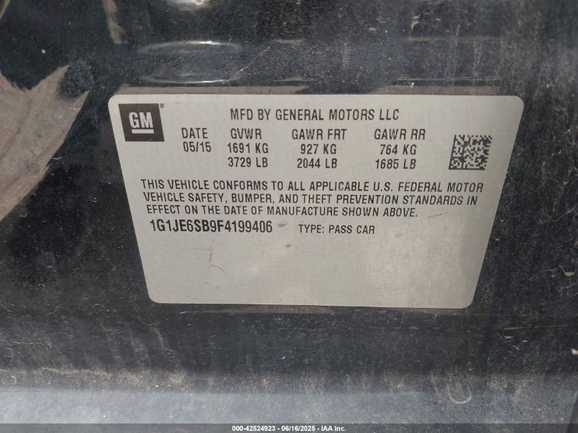 GM
MFD BY GENERAL MOTORS LLC
DATE GVWR GAWR FRT GAWR RR
05/15 1691 KG 927 KG 764 KG
3729 LB 2044 LB 1685 LB
THIS VEHICLE CONFORMS TO ALL APPLICABLE U.S. FEDERAL MOTOR
VEHICLE SAFETY, BUMPER, AND THEFT PREVENTION STANDARDS IN
EFFECT ON THE DATE OF MANUFACTURE SHOWN ABOVE.
1G1JE6SB9F4199406 TYPE: PASS CAR
000-42524923 - 06/16/2025 - IAA Inc.